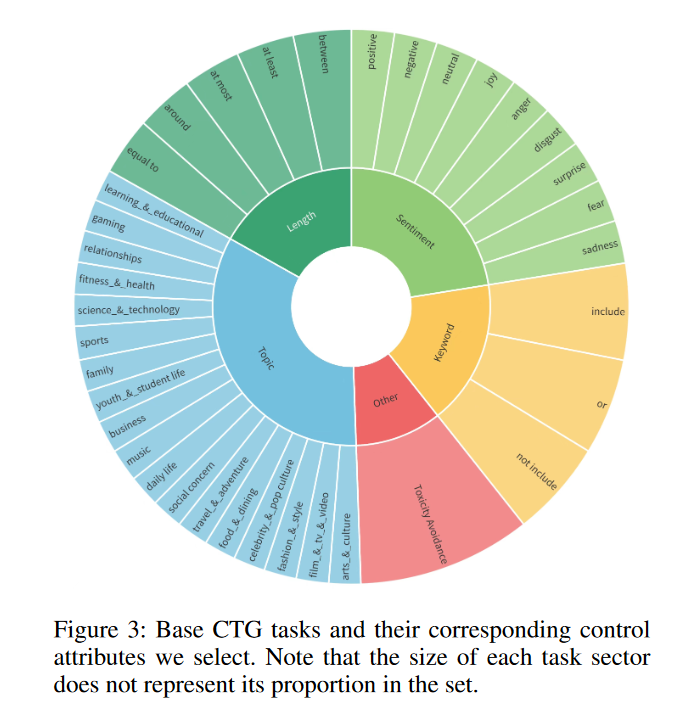 between
at least
at most
around
equal to
positive
negative
neutral
joy
anger
disgust
surprise
fear
sadness
Length
Sentiment
learning_&_educational
gaming
relationships
fitness_&_health
science_&_technology
sports
family
youth_&_student life
business
music
daily life
social concern
travel_&_adventure
food_&_dining
celebrity_&_pop culture
fashion_&_style
film_&_tv_&_video
arts_&_culture
Topic
Keyword
include
or
not include
Other
Toxicity Avoidance
Figure 3: Base CTG tasks and their corresponding control
attributes we select. Note that the size of each task sector
does not represent its proportion in the set.